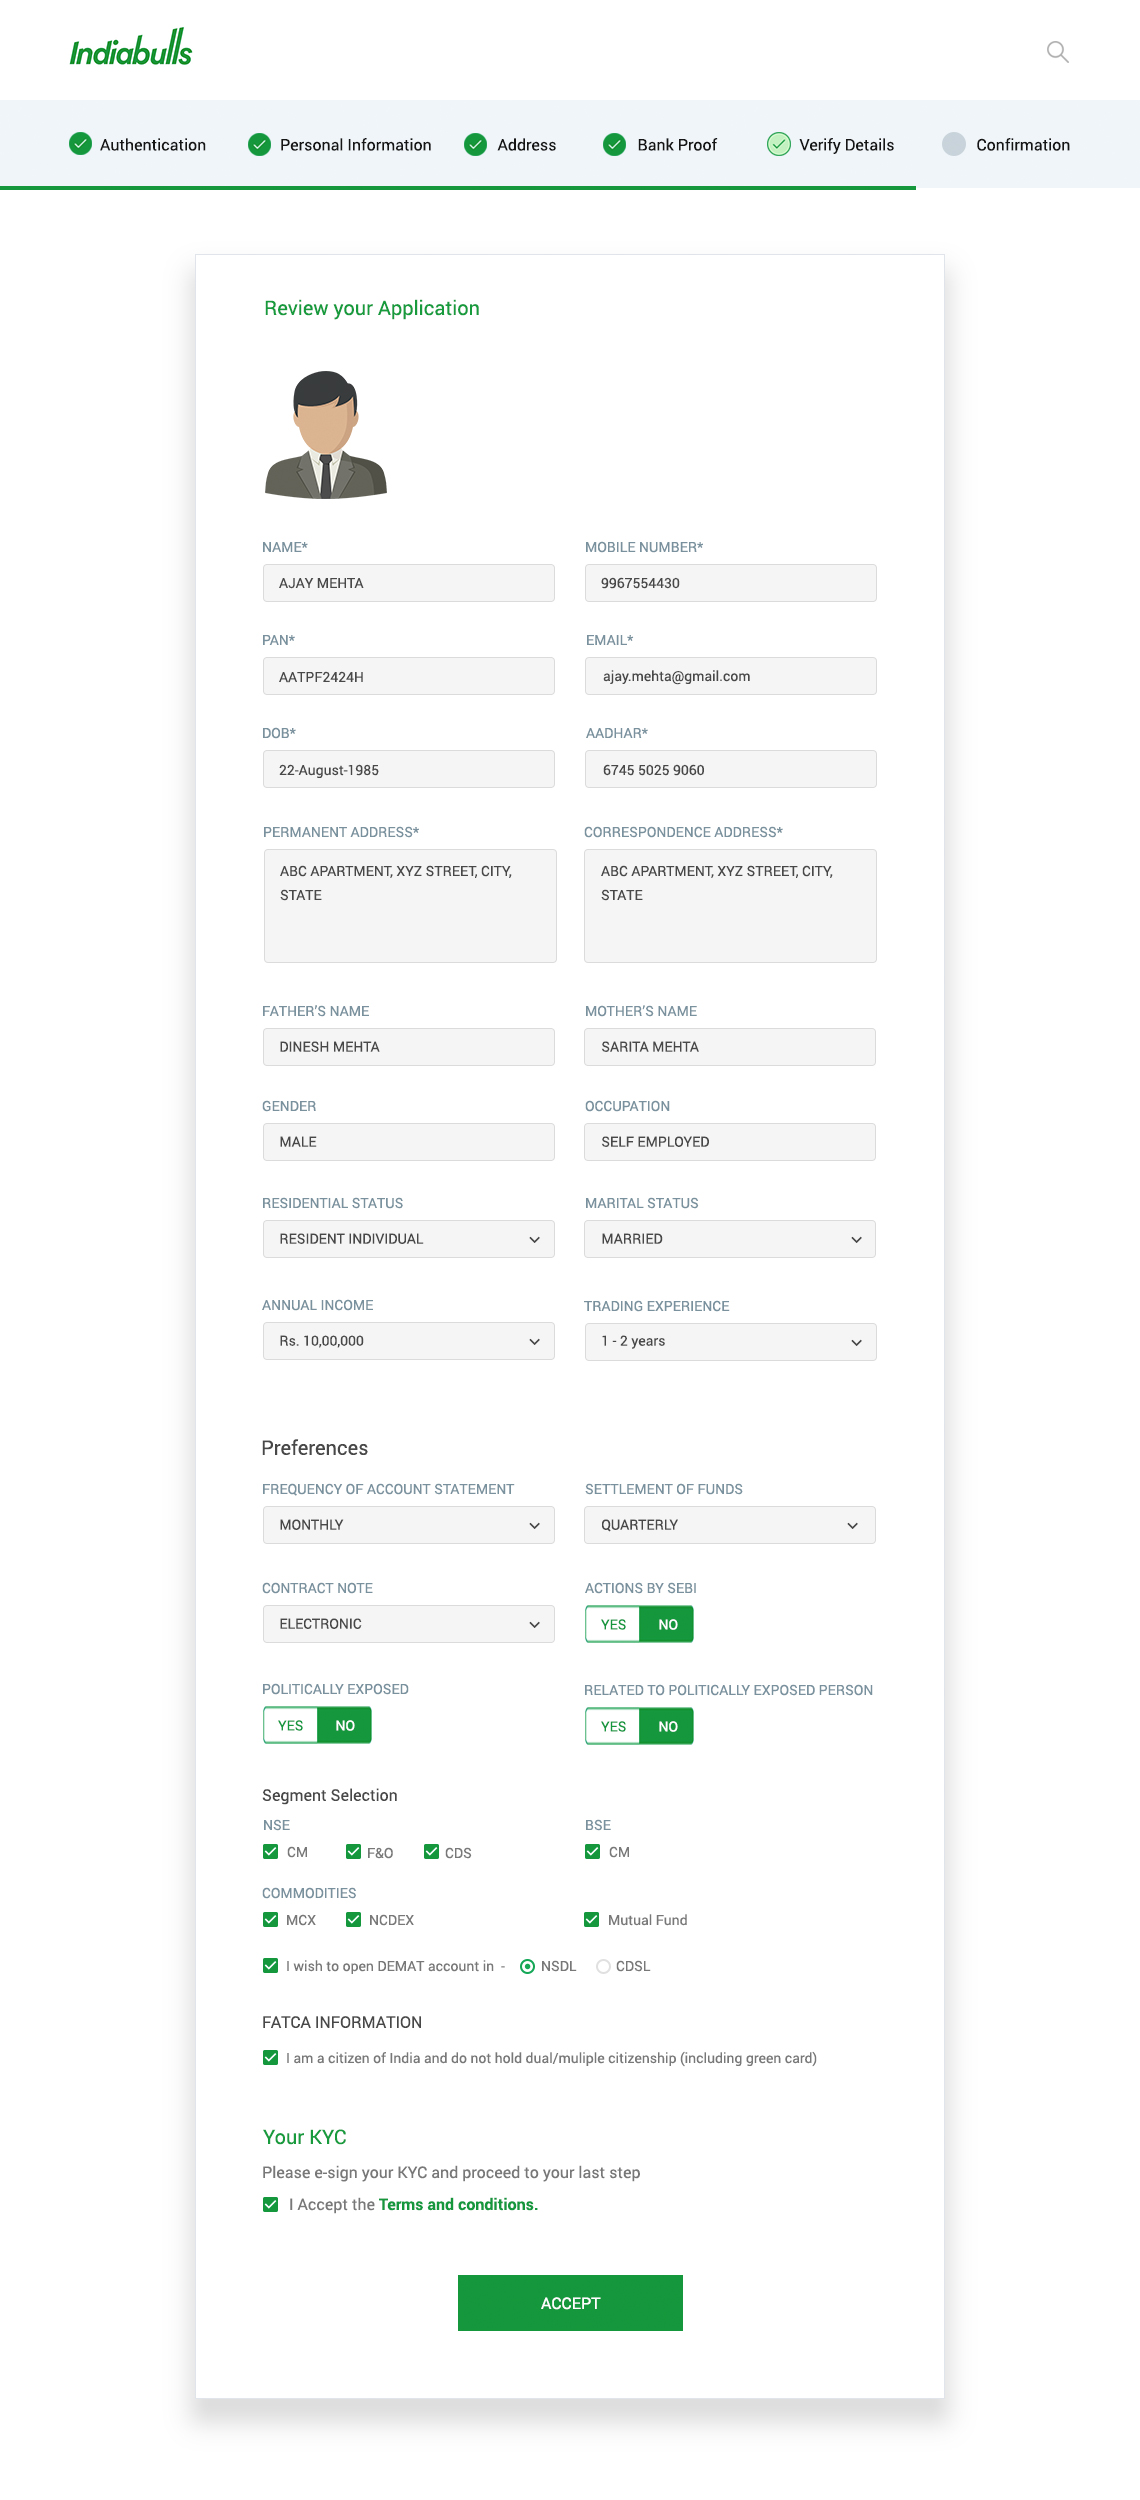 Indiabulls
Authentication Personal Information Address Bank Proof Verify Details Confirmation
Review your Application
NAME* MOBILE NUMBER*
AJAY MEHTA 9967554430
PAN* EMAIL*
AATPF2424H ajay.mehta@gmail.com
DOB* AADHAR*
22-August-1985 6745 5025 9060
PERMANENT ADDRESS* CORRESPONDENCE ADDRESS*
ABC APARTMENT, XYZ STREET, CITY, ABC APARTMENT, XYZ STREET, CITY,
STATE STATE
FATHER'S NAME MOTHER'S NAME
DINESH MEHTA SARITA MEHTA
GENDER OCCUPATION
MALE SELF EMPLOYED
RESIDENTIAL STATUS MARITAL STATUS
RESIDENT INDIVIDUAL MARRIED
ANNUAL INCOME TRADING EXPERIENCE
Rs. 10,00,000 1 - 2 years
Preferences
FREQUENCY OF ACCOUNT STATEMENT SETTLEMENT OF FUNDS
MONTHLY QUARTERLY
CONTRACT NOTE ACTIONS BY SEBI
ELECTRONIC YES NO
POLITICALLY EXPOSED RELATED TO POLITICALLY EXPOSED PERSON
YES NO YES NO
Segment Selection
NSE BSE
CM F&O CDS CM
COMMODITIES
MCX NCDEX Mutual Fund
I wish to open DEMAT account in - NSDL CDSL
FATCA INFORMATION
I am a citizen of India and do not hold dual/muliple citizenship (including green card)
Your KYC
Please e-sign your KYC and proceed to your last step
I Accept the Terms and conditions.
ACCEPT